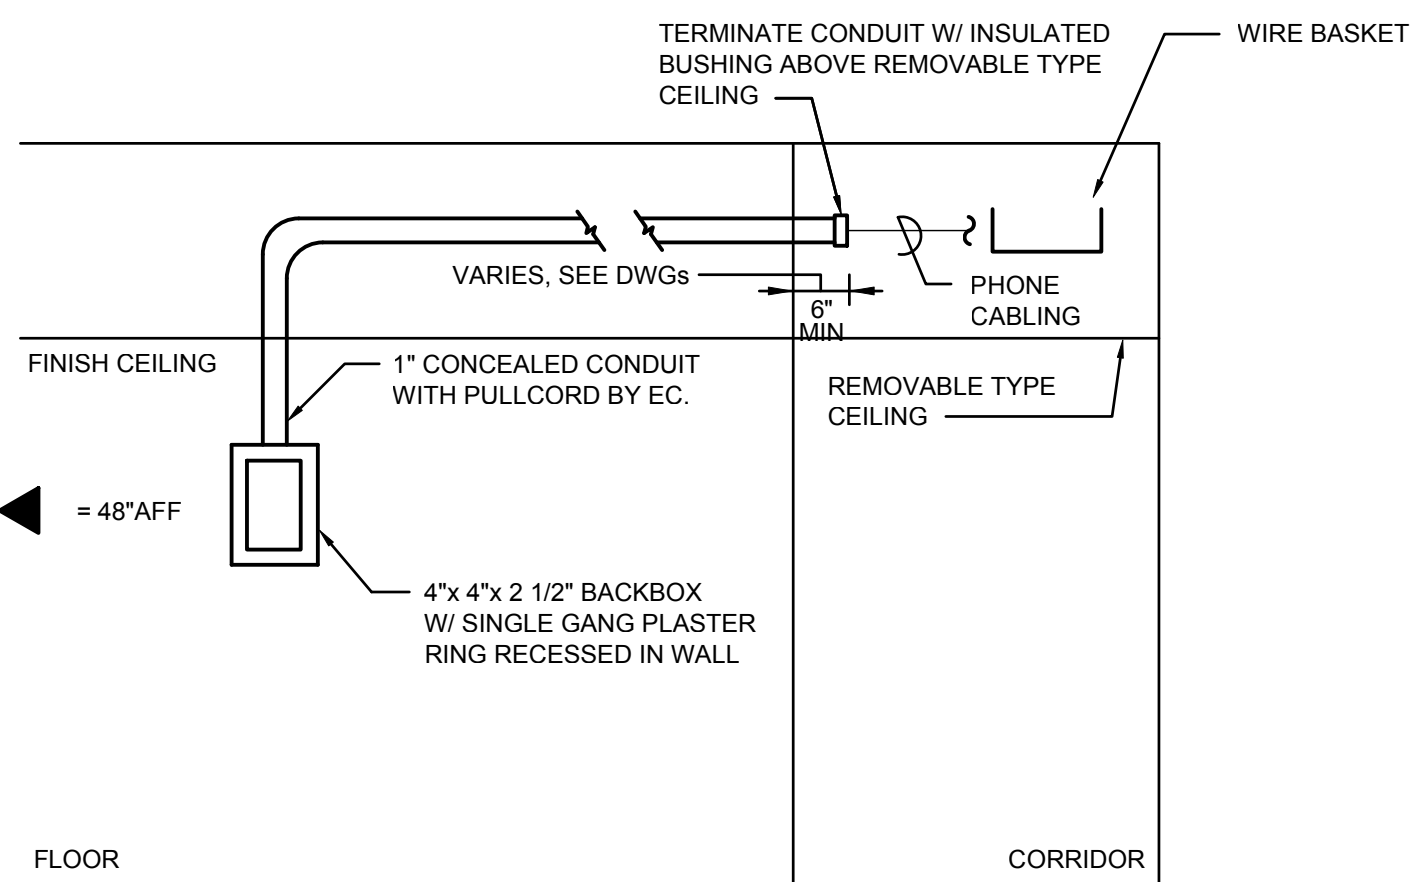 TERMINATE CONDUIT W/ INSULATED
BUSHING ABOVE REMOVABLE TYPE
CEILING
WIRE BASKET
VARIES, SEE DWGs
6"
MIN
PHONE
CABLING
FINISH CEILING
1" CONCEALED CONDUIT
WITH PULLCORD BY EC.
REMOVABLE TYPE
CEILING
= 48"AFF
4"x 4"x 2 1/2" BACKBOX
W/ SINGLE GANG PLASTER
RING RECESSED IN WALL
FLOOR
CORRIDOR